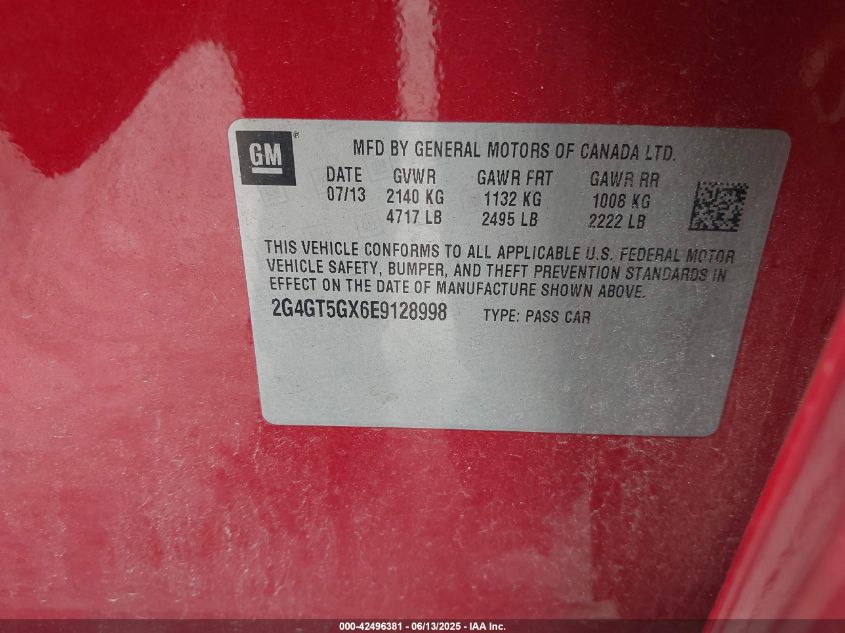 GM ® MFD BY GENERAL MOTORS OF CANADA LTD.
DATE GVWR GAWR FRT GAWR RR
07/13 2140 KG 1132 KG 1008 KG
4717 LB 2495 LB 2222 LB
THIS VEHICLE CONFORMS TO ALL APPLICABLE U.S. FEDERAL MOTOR
VEHICLE SAFETY, BUMPER, AND THEFT PREVENTION STANDARDS IN
EFFECT ON THE DATE OF MANUFACTURE SHOWN ABOVE.
2G4GT5GX6E9128998 TYPE: PASS CAR
000-42496381 - 06/13/2025 - IAA Inc.